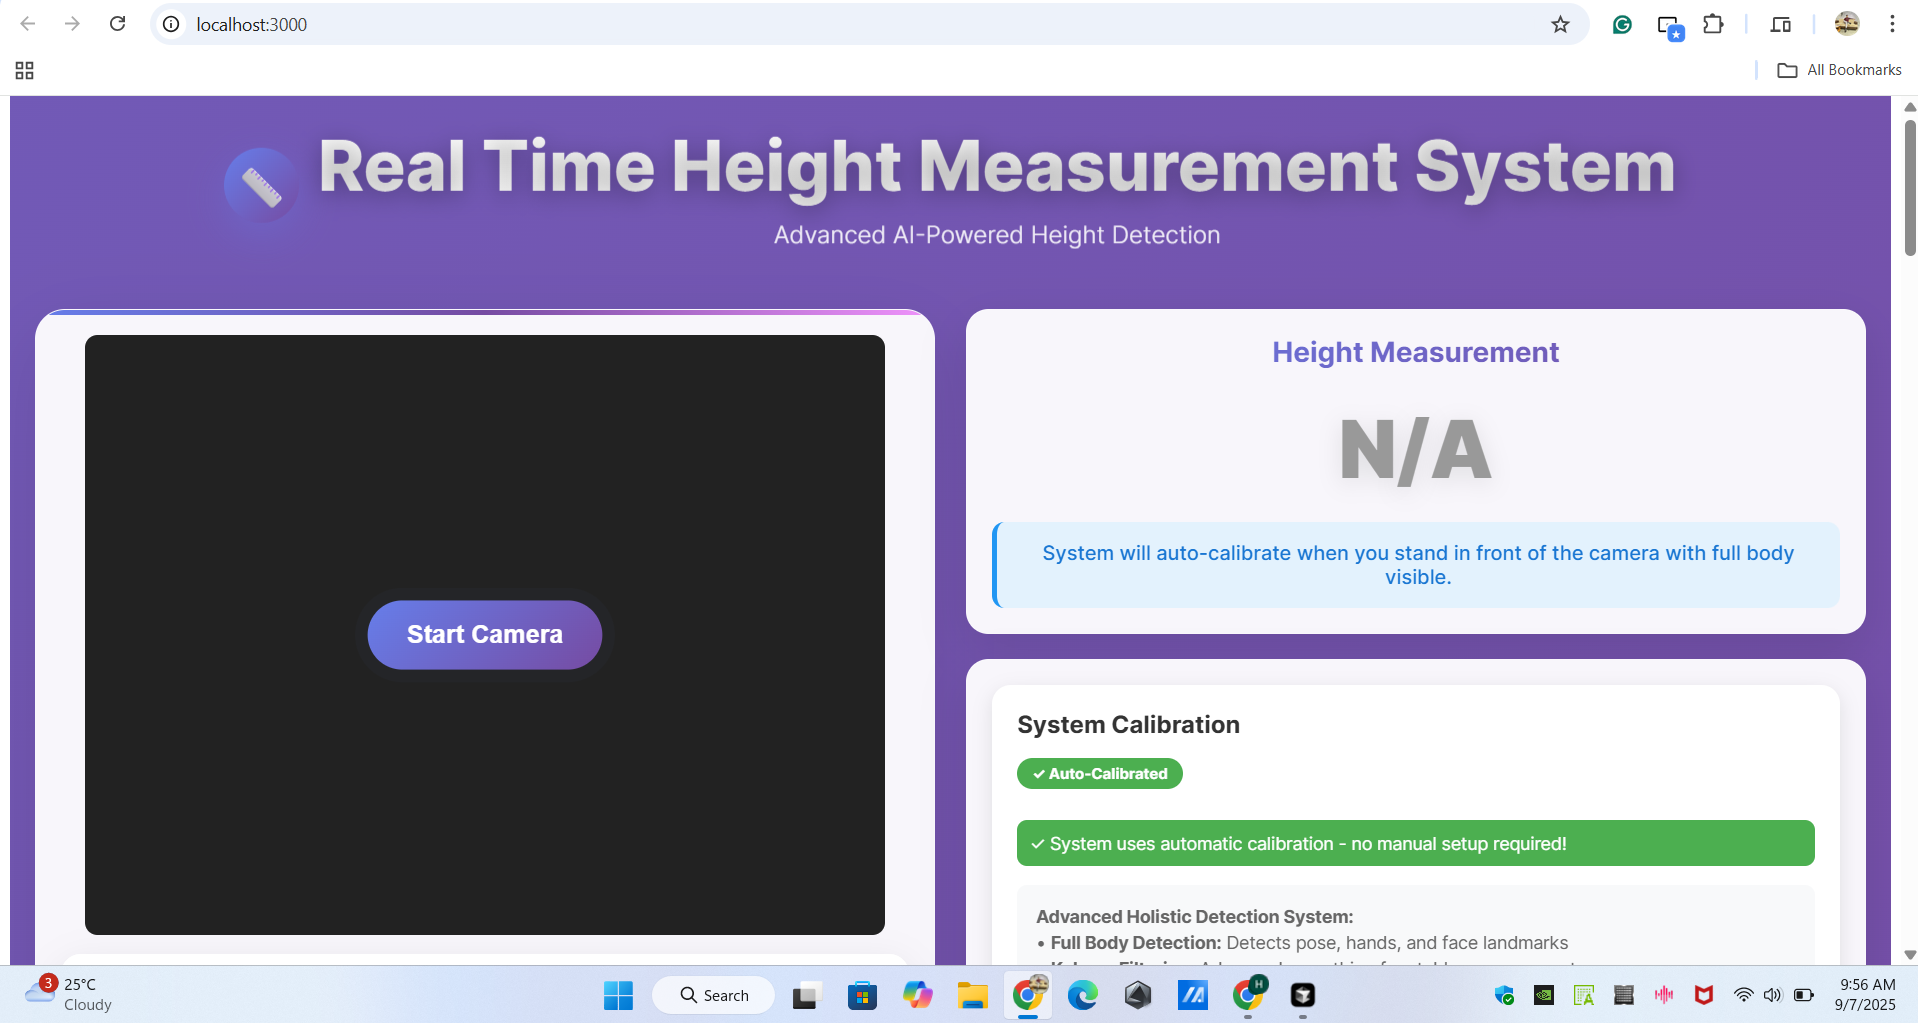 localhost:3000
All Bookmarks
Real Time Height Measurement System
Advanced AI-Powered Height Detection
Start Camera
Height Measurement
N/A
System will auto-calibrate when you stand in front of the camera with full body
visible.
System Calibration
✓ Auto-Calibrated
✓ System uses automatic calibration - no manual setup required!
Advanced Holistic Detection System:
• Full Body Detection: Detects pose, hands, and face landmarks
3
25°C
Cloudy
Search
H
9:56 AM
9/7/2025